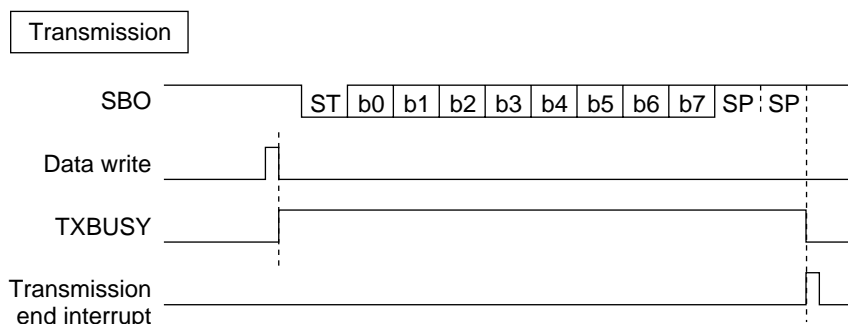 Transmission
SBO ST b0 b1 b2 b3 b4 b5 b6 b7 SP SP
Data write
TXBUSY
Transmission
end interrupt